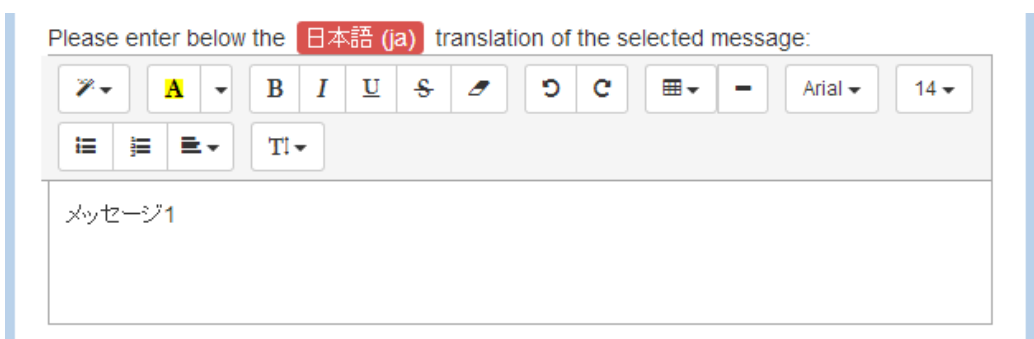 Please enter below the 日本語 (ja) translation of the selected message:
A B I U S Arial 14
T
メッセージ1